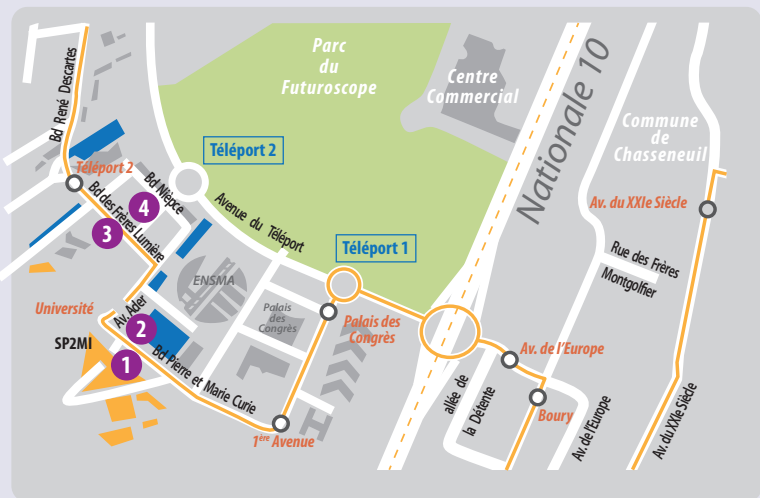 Parc
du
Futuroscope
Centre
Commercial
Nationale 10
Commune
de
Chasseneuil
Bd René Descartes
Téléport 2
Téléport 2
Bd Nièpce
4
Bd des Frères Lumière
3
Avenue du Téléport
Av. du XXIe Siècle
Rue des Frères
Montgolfier
Téléport 1
ENSMA
Université
Av. Ader
Palais
des
Congrès
Palais des
Congrès
2
SP2MI
1
Bd Pierre et Marie Curie
Av. de l'Europe
allée de
la Détente
Boury
Av. de l'Europe
Av. du XXIe Siècle
1ère Avenue